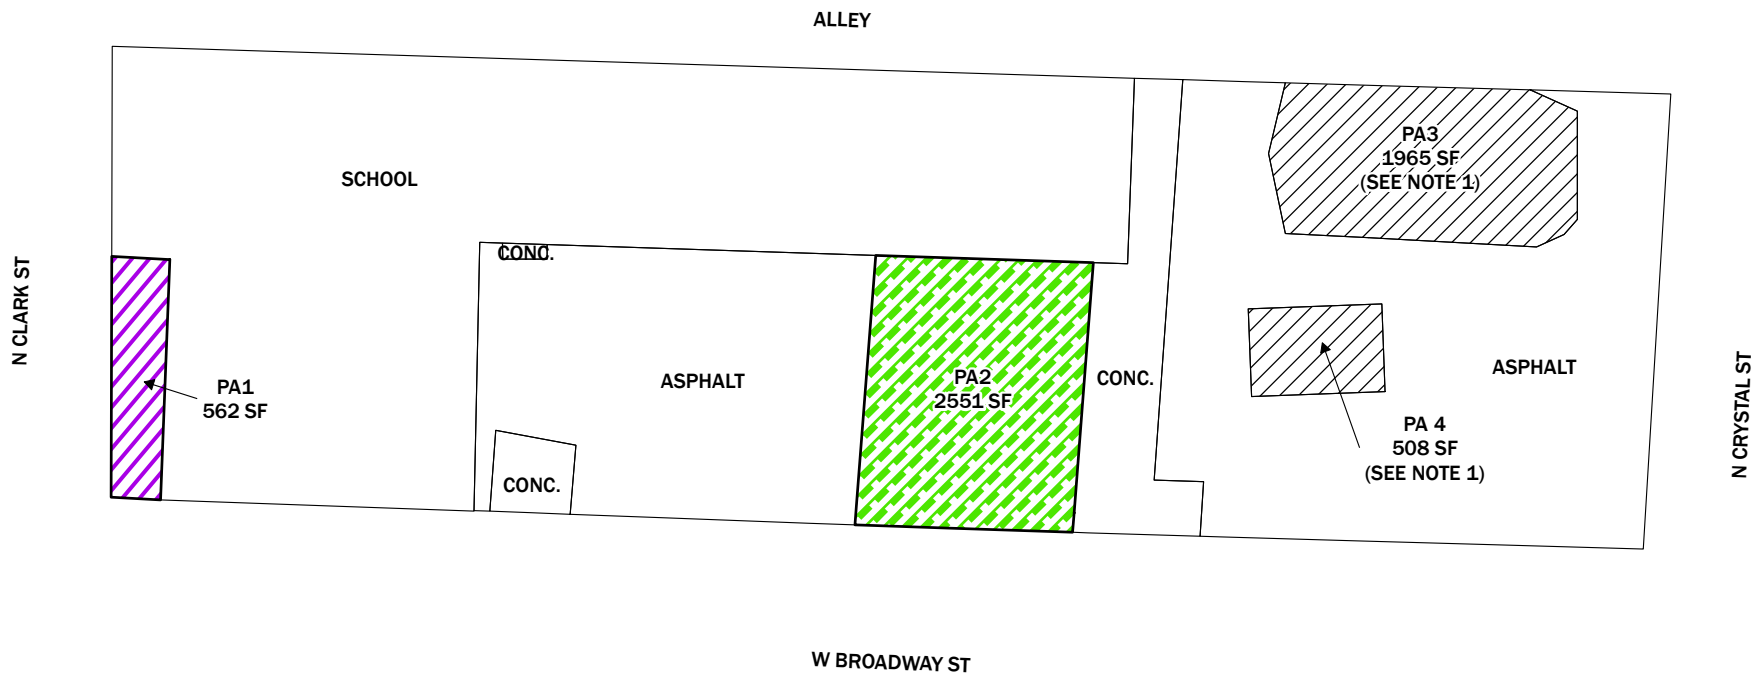 ALLEY
PA3
1965 SF
(SEE NOTE 1)
SCHOOL
CONC.
N CLARK ST
ASPHALT
PA2
2551 SF
CONC.
ASPHALT
PA1
562 SF
N CRYSTAL ST
PA 4
508 SF
(SEE NOTE 1)
CONC.
W BROADWAY ST